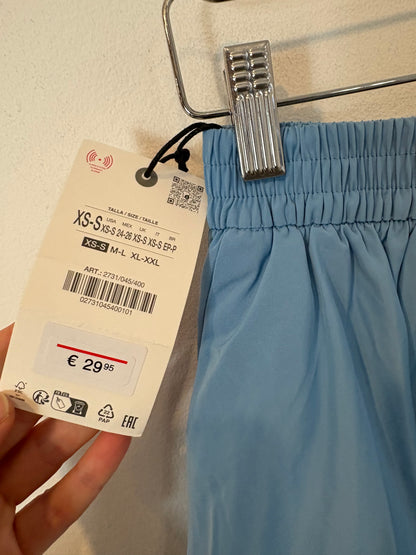 TALLA / SIZE / TAILLE
USA MEX UK IT BR
XS-S XS-S 24-26 XS-S XS-S EP-P
XS-S M-L XL-XXL
ART.: 2731/045/400
02731045400101
€ 29.95
22
PAP
EAC